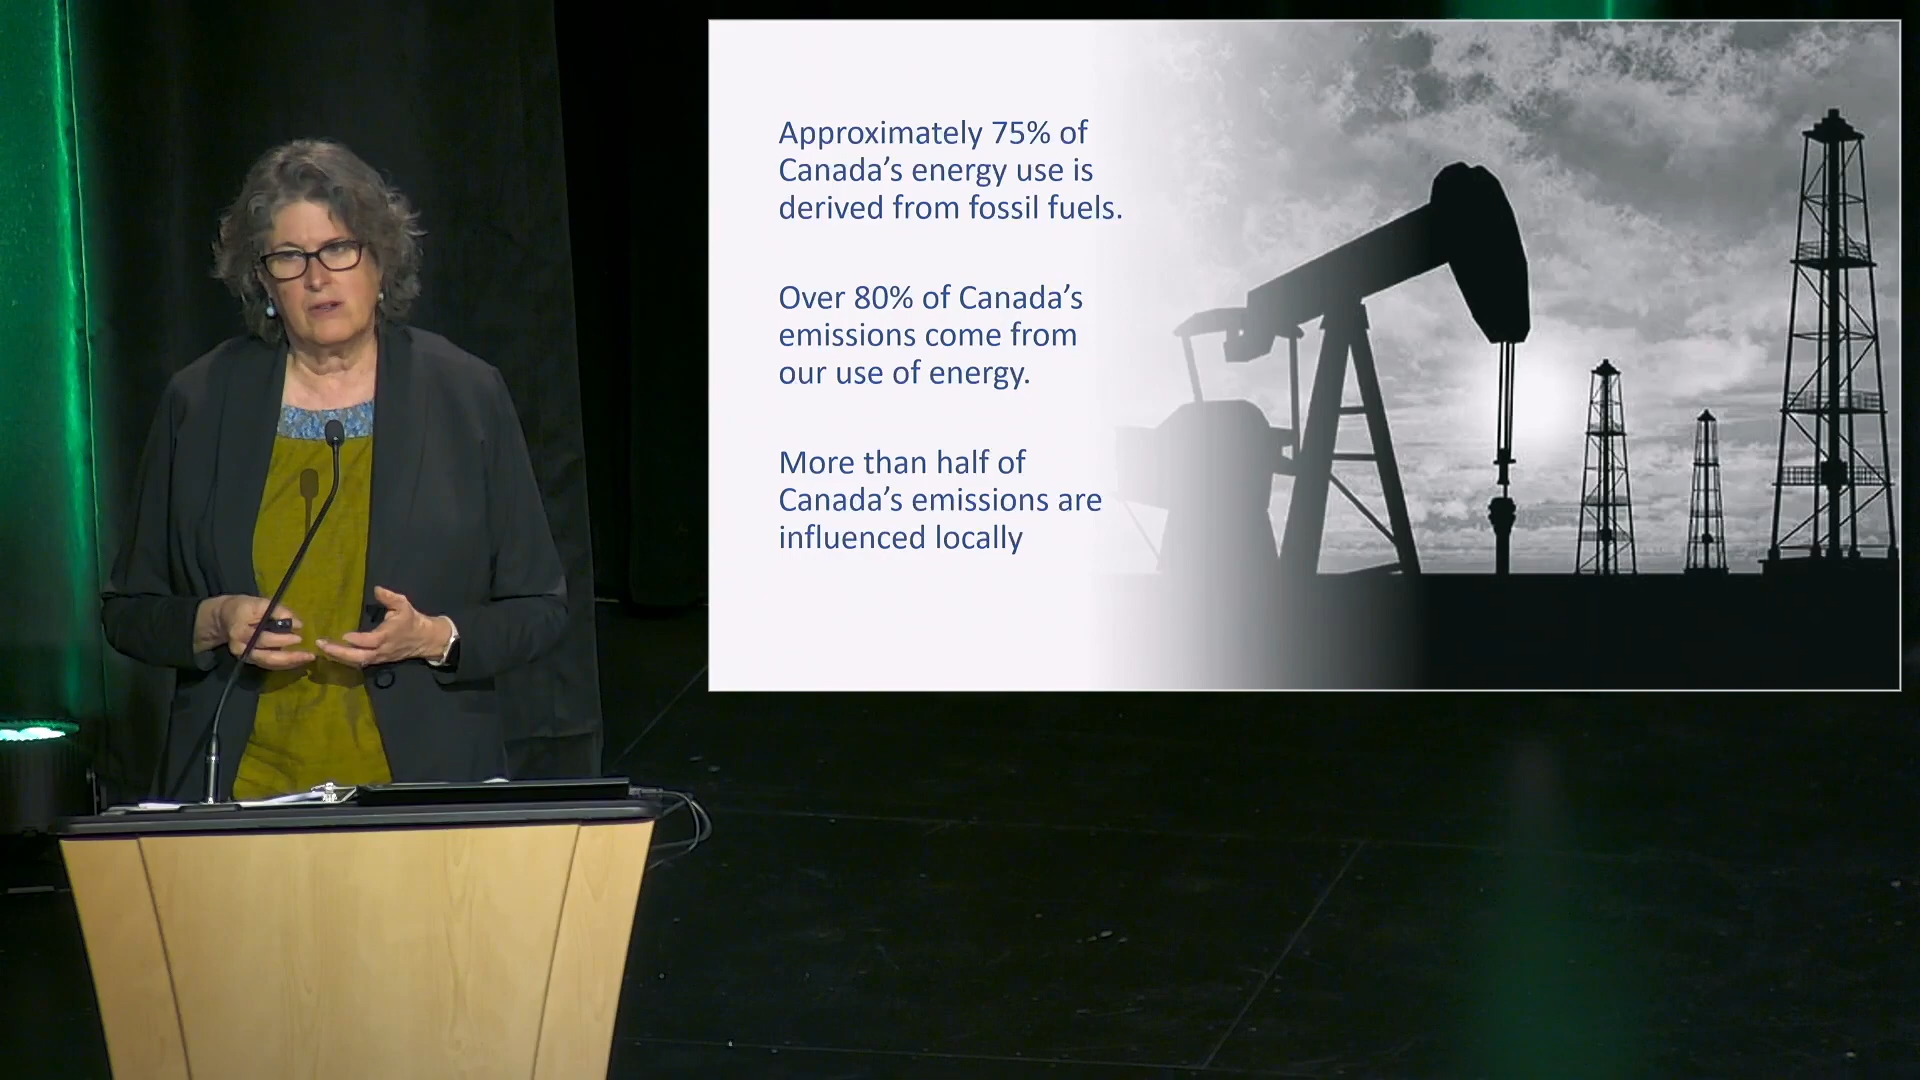 Approximately 75% of
Canada’s energy use is
derived from fossil fuels.
Over 80% of Canada’s
emissions come from
our use of energy.
More than half of
Canada’s emissions are
influenced locally